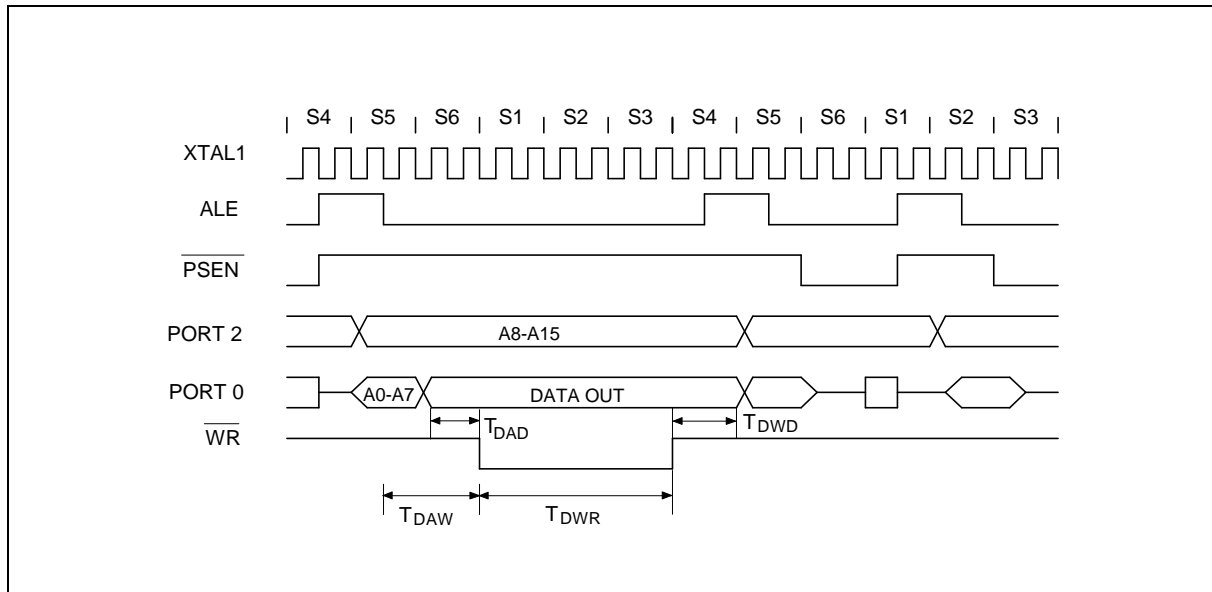 S4 S5 S6 S1 S2 S3 S4 S5 S6 S1 S2 S3
XTAL1
ALE
PSEN
PORT 2 A8-A15
PORT 0 A0-A7 DATA OUT
WR TDAD TDWD
TDAW TDWR